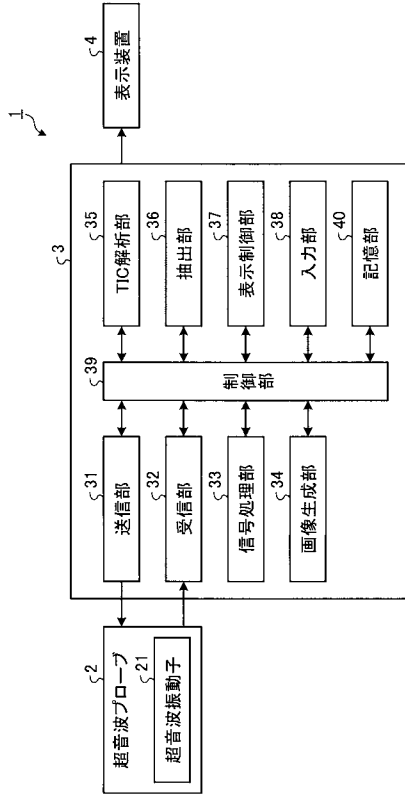 1
3
2
超音波プローブ
21
超音波振動子
31
送信部
32
受信部
33
信号処理部
34
画像生成部
39
制御部
35
TIC解析部
36
抽出部
37
表示制御部
38
入力部
40
記憶部
4
表示装置